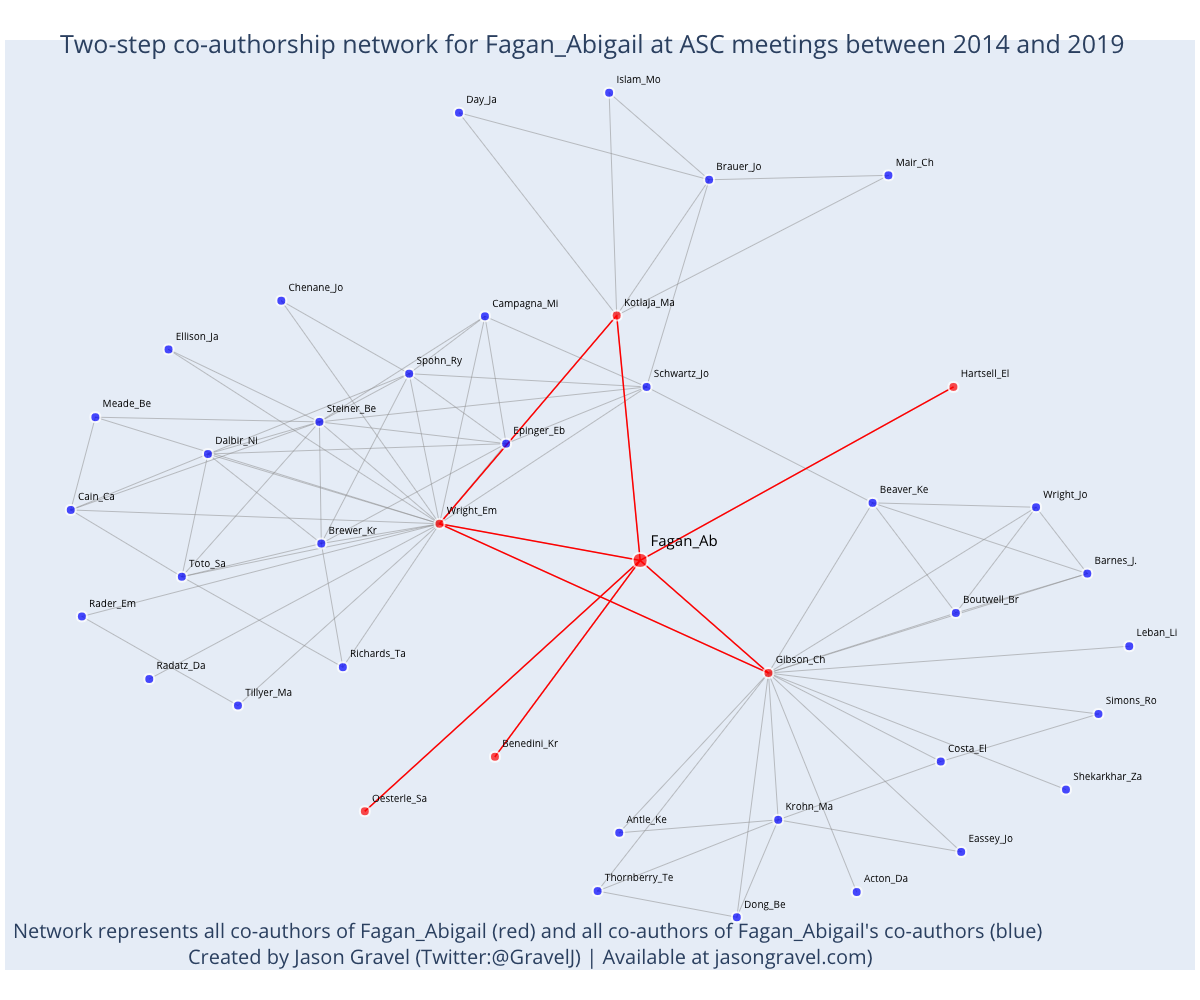 Two-step co-authorship network for Fagan_Abigail at ASC meetings between 2014 and 2019
Islam_Mo
Day_Ja
Brauer_Jo
Mair_Ch
Chenane_Jo
Campagna_Mi
Kotlaja_Ma
Ellison_Ja
Spohn_Ry
Schwartz_Jo
Hartsell_El
Meade_Be
Steiner_Be
Dalbir_Ni
Epinger_Eb
Cain_Ca
Wright_Em
Beaver_Ke
Wright_Jo
Brewer_Kr
Fagan_Ab
Toto_Sa
Barnes_J.
Rader_Em
Boutwell_Br
Leban_Li
Richards_Ta
Gibson_Ch
Radatz_Da
Tillyer_Ma
Simons_Ro
Benedini_Kr
Costa_El
Shekarkhar_Za
Oesterle_Sa
Krohn_Ma
Antle_Ke
Eassey_Jo
Thornberry_Te
Acton_Da
Dong_Be
Network represents all co-authors of Fagan_Abigail (red) and all co-authors of Fagan_Abigail's co-authors (blue)
Created by Jason Gravel (Twitter:@GravelJ) | Available at jasongravel.com)